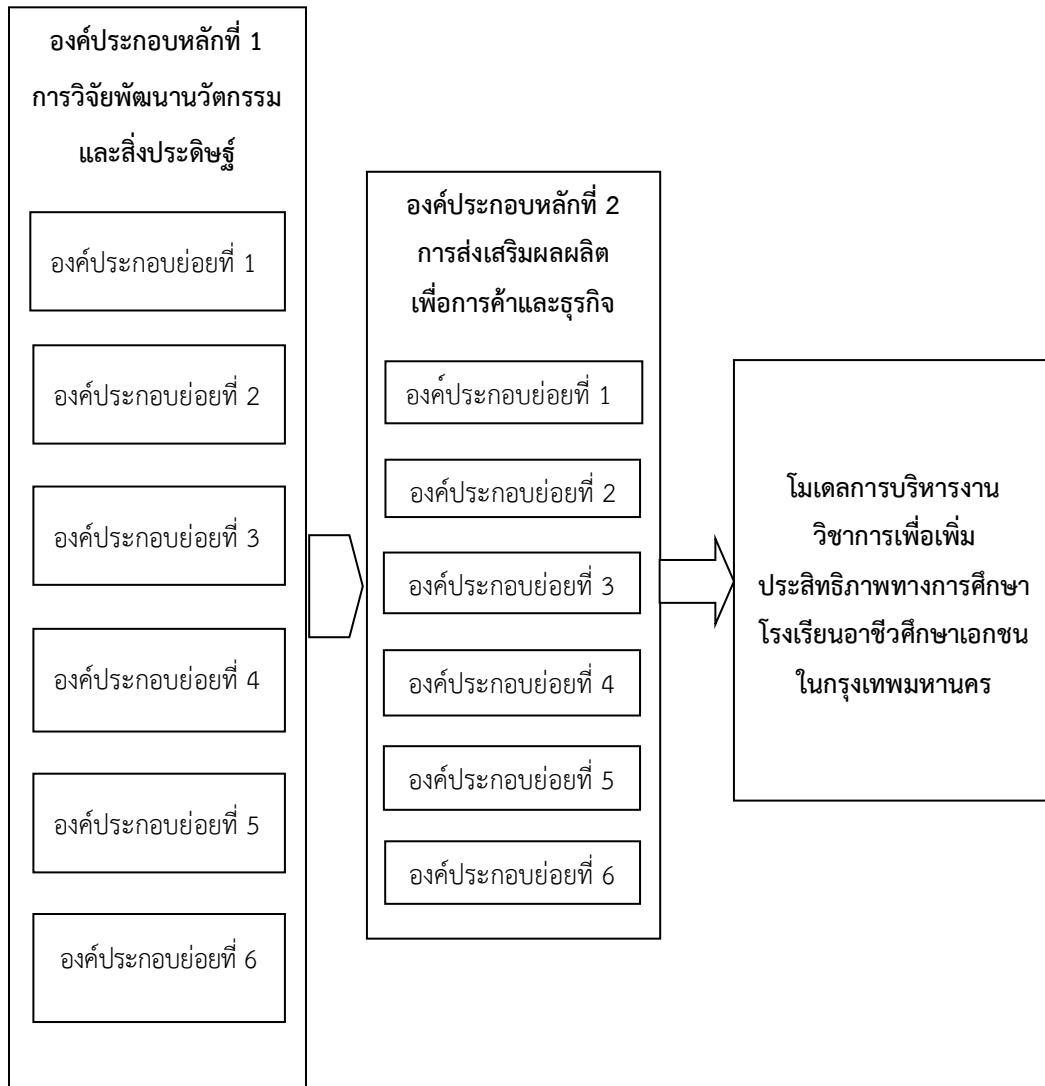 องค์ประกอบหลักที่ 1
การวิจัยพัฒนานวัตกรรม
และสิ่งประดิษฐ์
องค์ประกอบย่อยที่ 1
องค์ประกอบย่อยที่ 2
องค์ประกอบย่อยที่ 3
องค์ประกอบย่อยที่ 4
องค์ประกอบย่อยที่ 5
องค์ประกอบย่อยที่ 6
องค์ประกอบหลักที่ 2
การส่งเสริมผลผลิต
เพื่อการค้าและธุรกิจ
องค์ประกอบย่อยที่ 1
องค์ประกอบย่อยที่ 2
องค์ประกอบย่อยที่ 3
องค์ประกอบย่อยที่ 4
องค์ประกอบย่อยที่ 5
องค์ประกอบย่อยที่ 6
โมเดลการบริหารงาน
วิชาการเพื่อเพิ่ม
ประสิทธิภาพทางการศึกษา
โรงเรียนอาชีวศึกษาเอกชน
ในกรุงเทพมหานคร